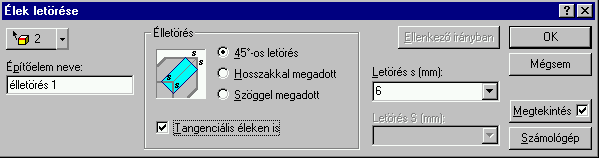 Élek letörése
2
Építőelem neve:
élletörés 1
Élletörés
s
s
s
45°-os letörés
Hosszakkal megadott
Szöggel megadott
Tangenciális éleken is
Ellenkező irányban
Letörés s (mm):
6
Letörés S (mm):
OK
Mégsem
Megtekintés
Számológép